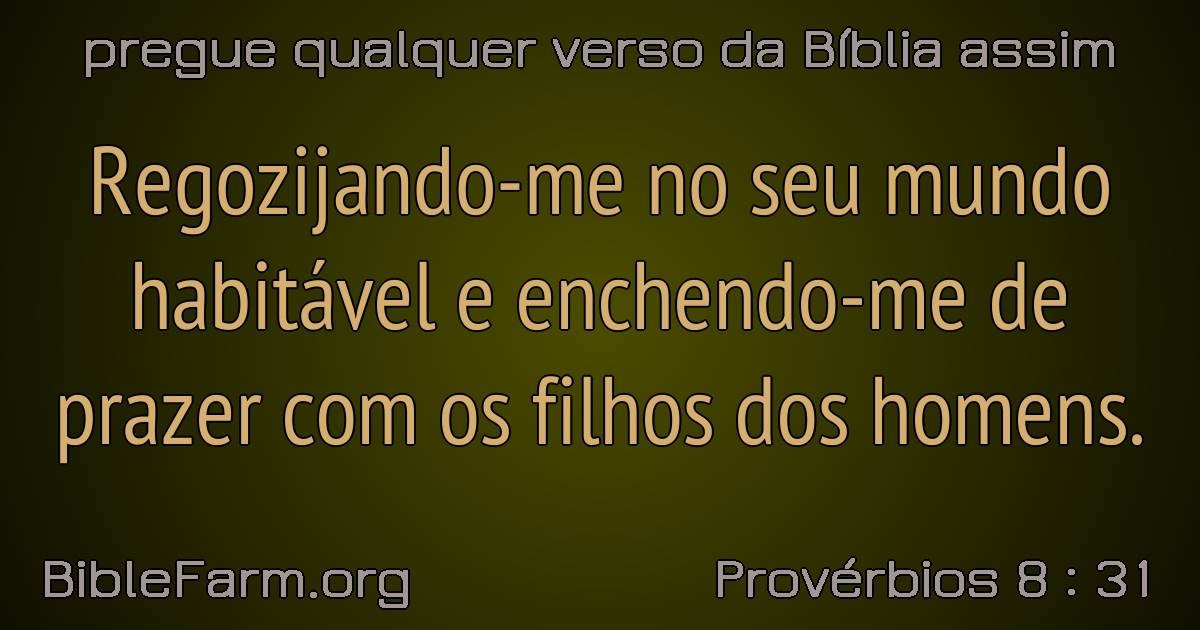 pregue qualquer verso da Bíblia assim
Regozijando-me no seu mundo
habitável e enchendo-me de
prazer com os filhos dos homens.
BibleFarm.org
Provérbios 8 : 31